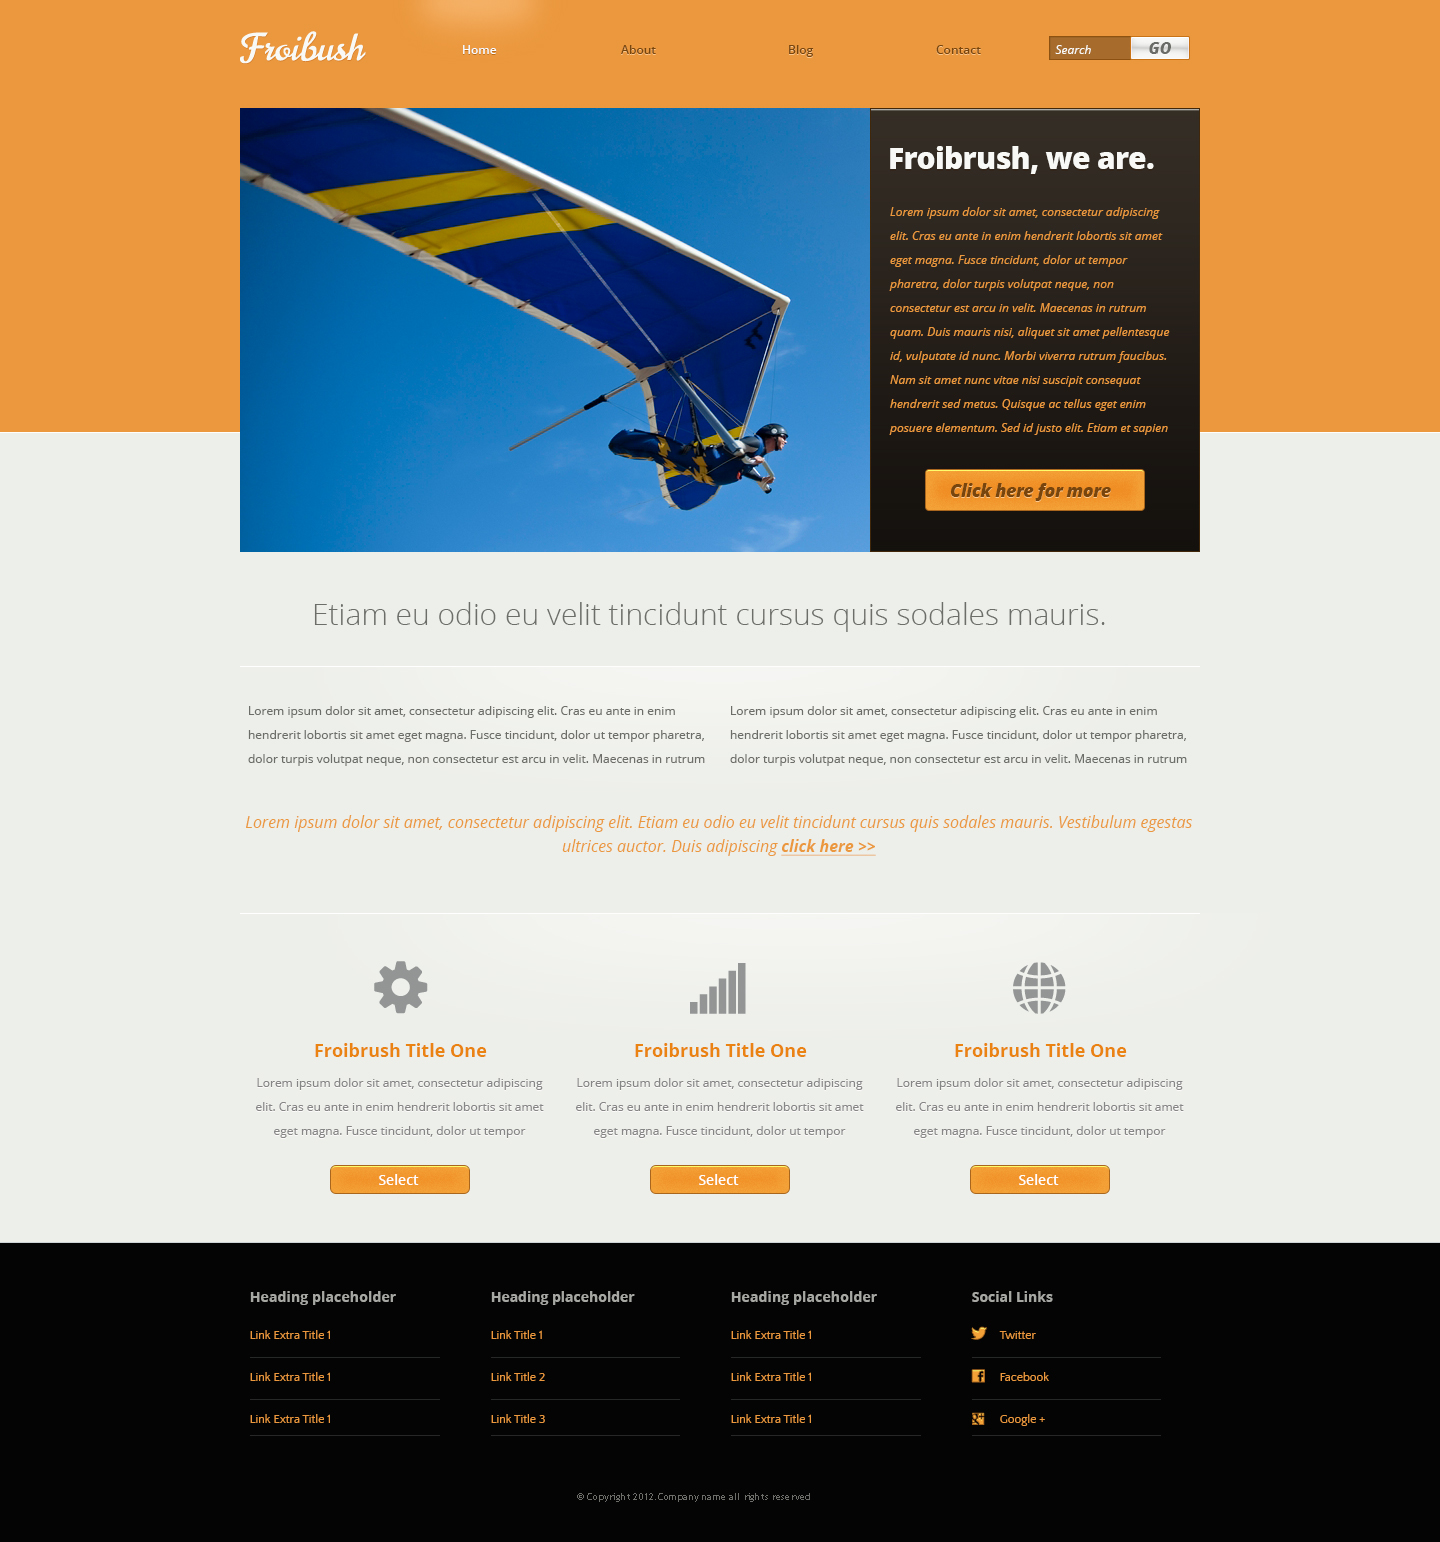 Froibush
Home About Blog Contact Search GO
Froibrush, we are.
Lorem ipsum dolor sit amet, consectetur adipiscing
elit. Cras eu ante in enim hendrerit lobortis sit amet
eget magna. Fusce tincidunt, dolor ut tempor
pharetra, dolor turpis volutpat neque, non
consectetur est arcu in velit. Maecenas in rutrum
quam. Duis mauris nisi, aliquet sit amet pellentesque
id, vulputate id nunc. Morbi viverra rutrum faucibus.
Nam sit amet nunc vitae nisi suscipit consequat
hendrerit sed metus. Quisque ac tellus eget enim
posuere elementum. Sed id justo elit. Etiam et sapien
Click here for more
Etiam eu odio eu velit tincidunt cursus quis sodales mauris.
Lorem ipsum dolor sit amet, consectetur adipiscing elit. Cras eu ante in enim
hendrerit lobortis sit amet eget magna. Fusce tincidunt, dolor ut tempor pharetra,
dolor turpis volutpat neque, non consectetur est arcu in velit. Maecenas in rutrum
Lorem ipsum dolor sit amet, consectetur adipiscing elit. Cras eu ante in enim
hendrerit lobortis sit amet eget magna. Fusce tincidunt, dolor ut tempor pharetra,
dolor turpis volutpat neque, non consectetur est arcu in velit. Maecenas in rutrum
Lorem ipsum dolor sit amet, consectetur adipiscing elit. Etiam eu odio eu velit tincidunt cursus quis sodales mauris. Vestibulum egestas
ultrices auctor. Duis adipiscing click here >>
Froibrush Title One
Lorem ipsum dolor sit amet, consectetur adipiscing
elit. Cras eu ante in enim hendrerit lobortis sit amet
eget magna. Fusce tincidunt, dolor ut tempor
Select
Froibrush Title One
Lorem ipsum dolor sit amet, consectetur adipiscing
elit. Cras eu ante in enim hendrerit lobortis sit amet
eget magna. Fusce tincidunt, dolor ut tempor
Select
Froibrush Title One
Lorem ipsum dolor sit amet, consectetur adipiscing
elit. Cras eu ante in enim hendrerit lobortis sit amet
eget magna. Fusce tincidunt, dolor ut tempor
Select
Heading placeholder
Link Extra Title 1
Link Extra Title 1
Link Extra Title 1
Heading placeholder
Link Title 1
Link Title 2
Link Title 3
Heading placeholder
Link Extra Title 1
Link Extra Title 1
Link Extra Title 1
Social Links
Twitter
Facebook
Google +
© Copyright 2012. Company name all rights reserved